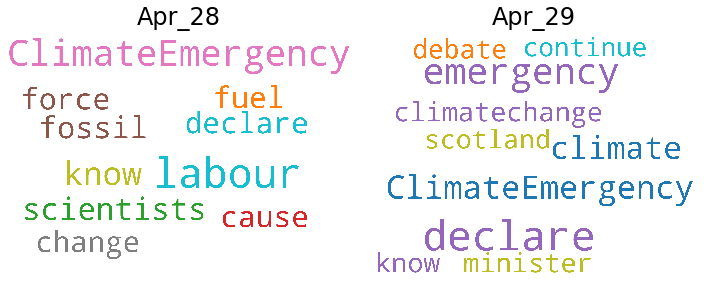 Apr_28
ClimateEmergency
force fuel
fossil declare
know labour
scientists cause
change
Apr_29
debate continue
emergency
climatechange
scotland climate
ClimateEmergency
declare
know minister